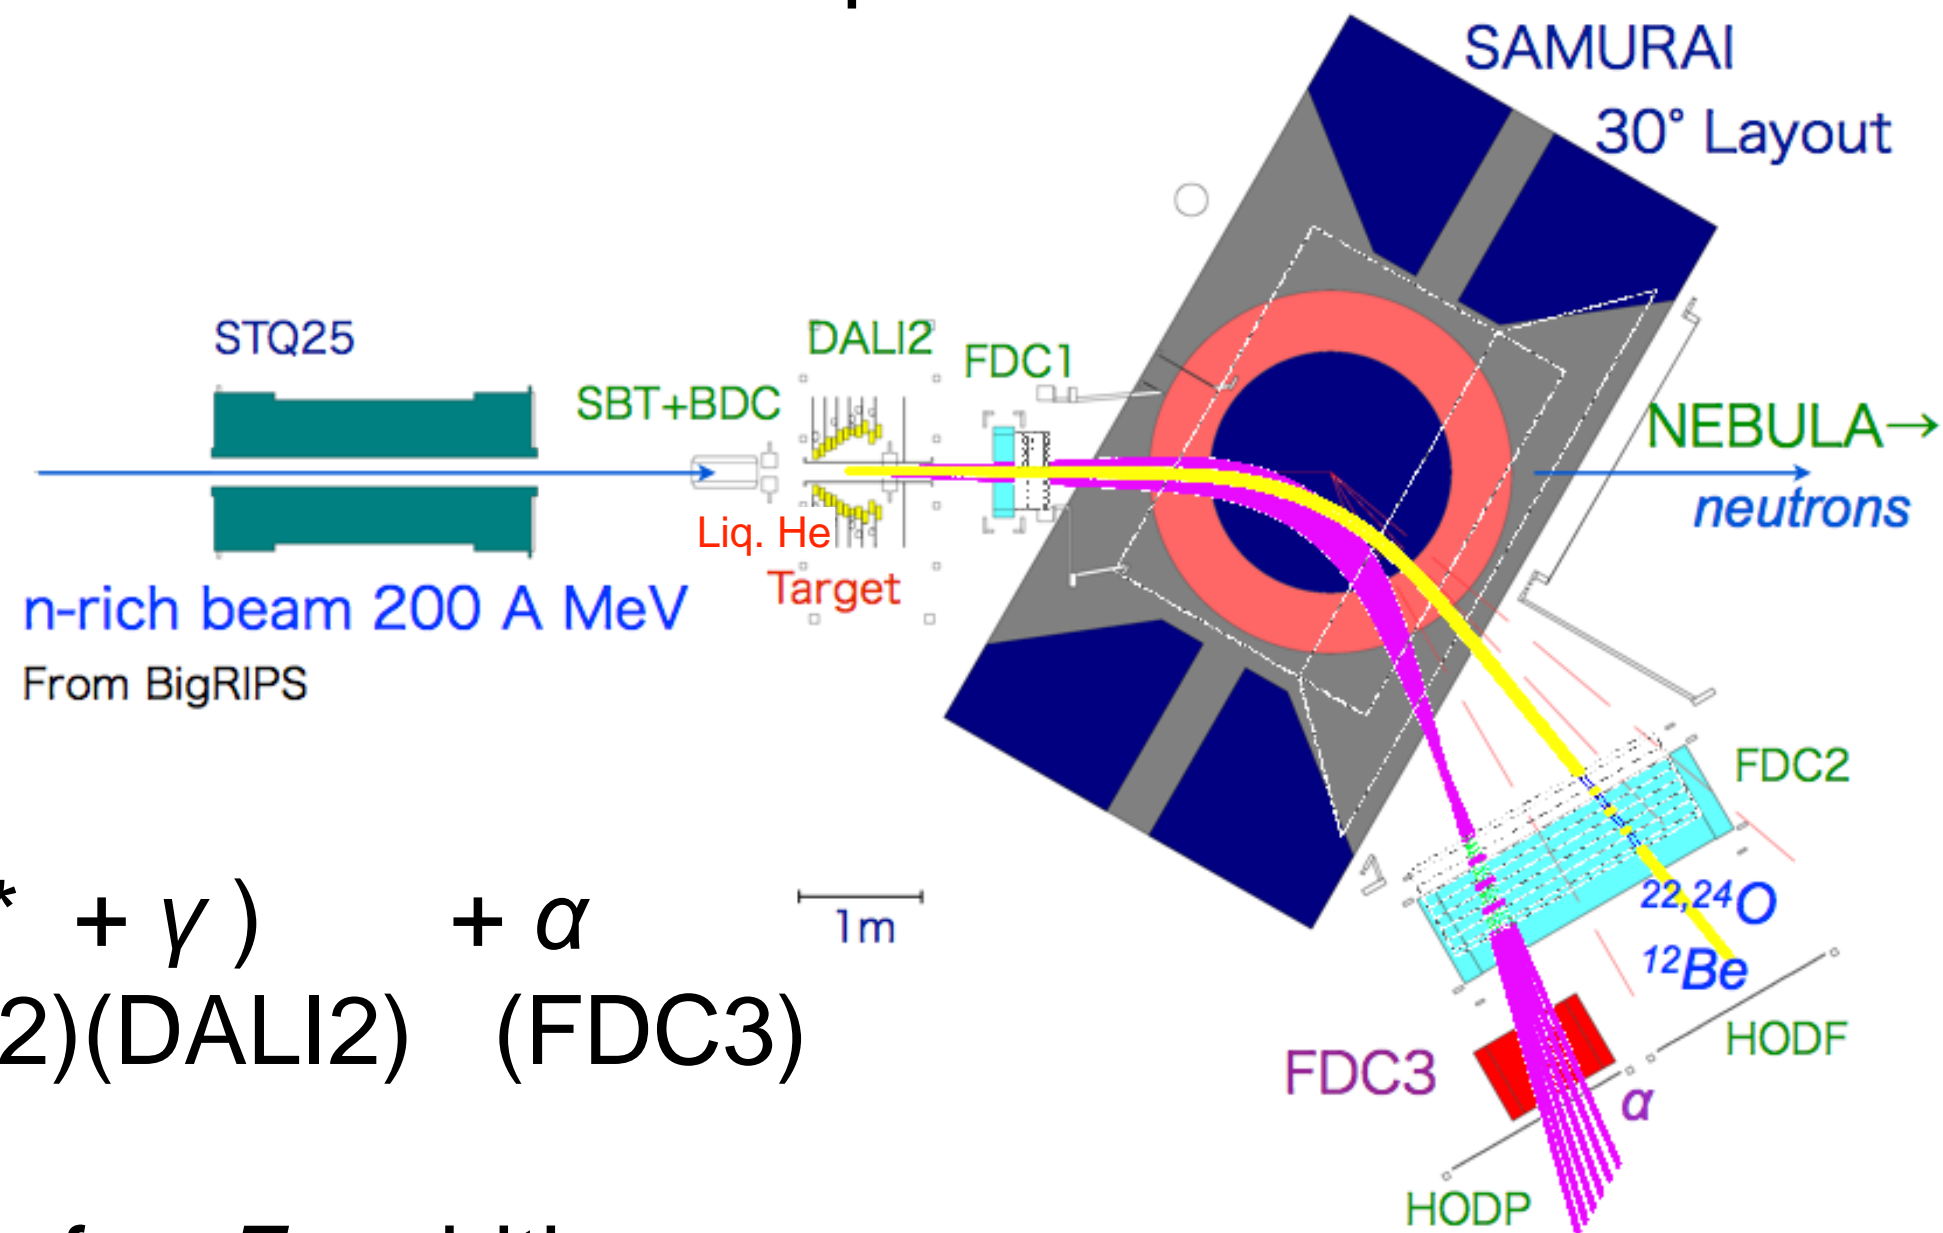 SAMURAI
30° Layout
STQ25
DALI2
FDC1
SBT+BDC
NEBULA→
neutrons
Liq. He
Target
n-rich beam 200 A MeV
From BigRIPS
FDC2
1m
22,24O
12Be
* + γ ) + α
2)(DALI2) (FDC3)
HODF
FDC3
α
HODP